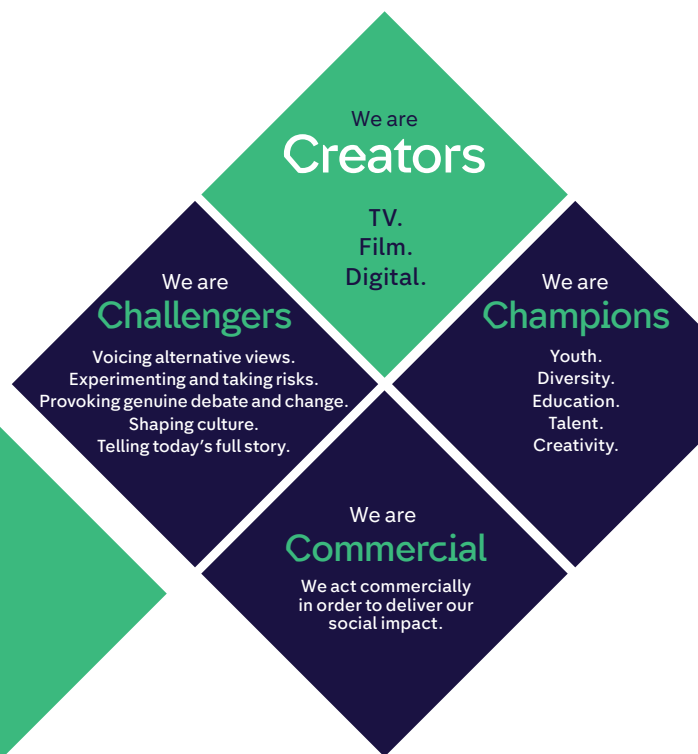 We are
Creators
TV.
Film.
Digital.
We are
Challengers
Voicing alternative views.
Experimenting and taking risks.
Provoking genuine debate and change.
Shaping culture.
Telling today’s full story.
We are
Champions
Youth.
Diversity.
Education.
Talent.
Creativity.
We are
Commercial
We act commercially
in order to deliver our
social impact.